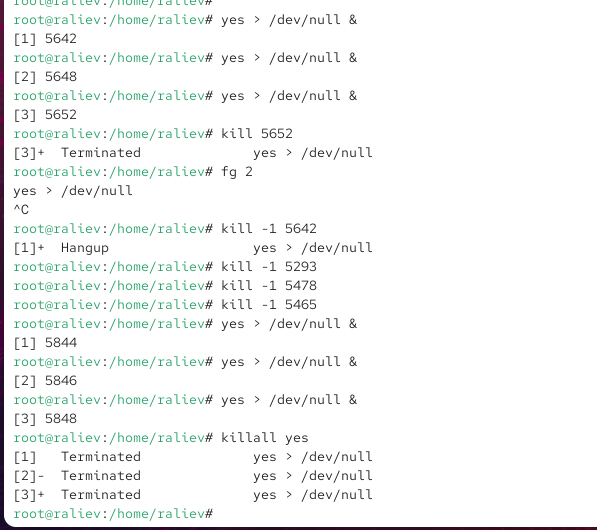 root@raliev:/home/raliev#
root@raliev:/home/raliev# yes > /dev/null &
[1] 5642
root@raliev:/home/raliev# yes > /dev/null &
[2] 5648
root@raliev:/home/raliev# yes > /dev/null &
[3] 5652
root@raliev:/home/raliev# kill 5652
[3]+  Terminated              yes > /dev/null
root@raliev:/home/raliev# fg 2
yes > /dev/null
^C
root@raliev:/home/raliev# kill -1 5642
[1]+  Hangup                  yes > /dev/null
root@raliev:/home/raliev# kill -1 5293
root@raliev:/home/raliev# kill -1 5478
root@raliev:/home/raliev# kill -1 5465
root@raliev:/home/raliev# yes > /dev/null &
[1] 5844
root@raliev:/home/raliev# yes > /dev/null &
[2] 5846
root@raliev:/home/raliev# yes > /dev/null &
[3] 5848
root@raliev:/home/raliev# killall yes
[1]   Terminated              yes > /dev/null
[2]-  Terminated              yes > /dev/null
[3]+  Terminated              yes > /dev/null
root@raliev:/home/raliev#